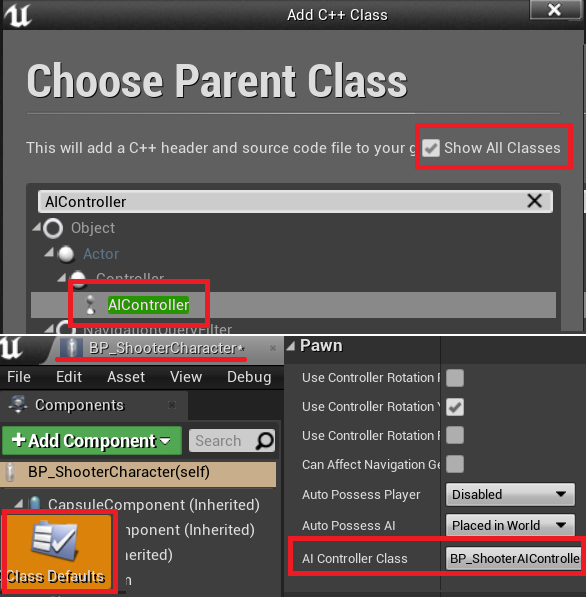 Add C++ Class
Choose Parent Class
This will add a C++ header and source code file to your g
Show All Classes
AIController
Object
Actor
Controller
AIController
NavigationQueryFilter
BP_ShooterCharacter*
File Edit Asset View Debug
Components
+Add Component
Search
BP_ShooterCharacter(self)
CapsuleComponent (Inherited)
mponent (Inherited)
herited)
Class Defaults
Pawn
Use Controller Rotation
Use Controller Rotation Y
Use Controller Rotation
Can Affect Navigation Ge
Auto Possess Player Disabled
Auto Possess AI Placed in World
AI Controller Class BP_ShooterAIControlle